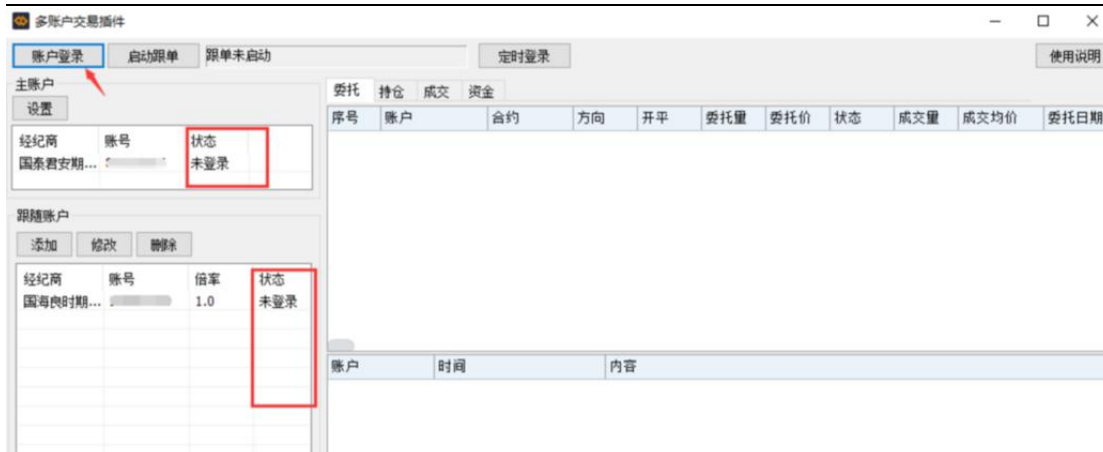 多账户交易插件
账户登录 启动跟单 跟单未启动 定时登录 使用说明
主账户
设置
经纪商 账号 状态
国泰君安期... 未登录
跟随账户
添加 修改 删除
经纪商 账号 倍率 状态
国海良时期... 1.0 未登录
委托 持仓 成交 资金
序号 账户 合约 方向 开平 委托量 委托价 状态 成交量 成交均价 委托日期
账户 时间 内容